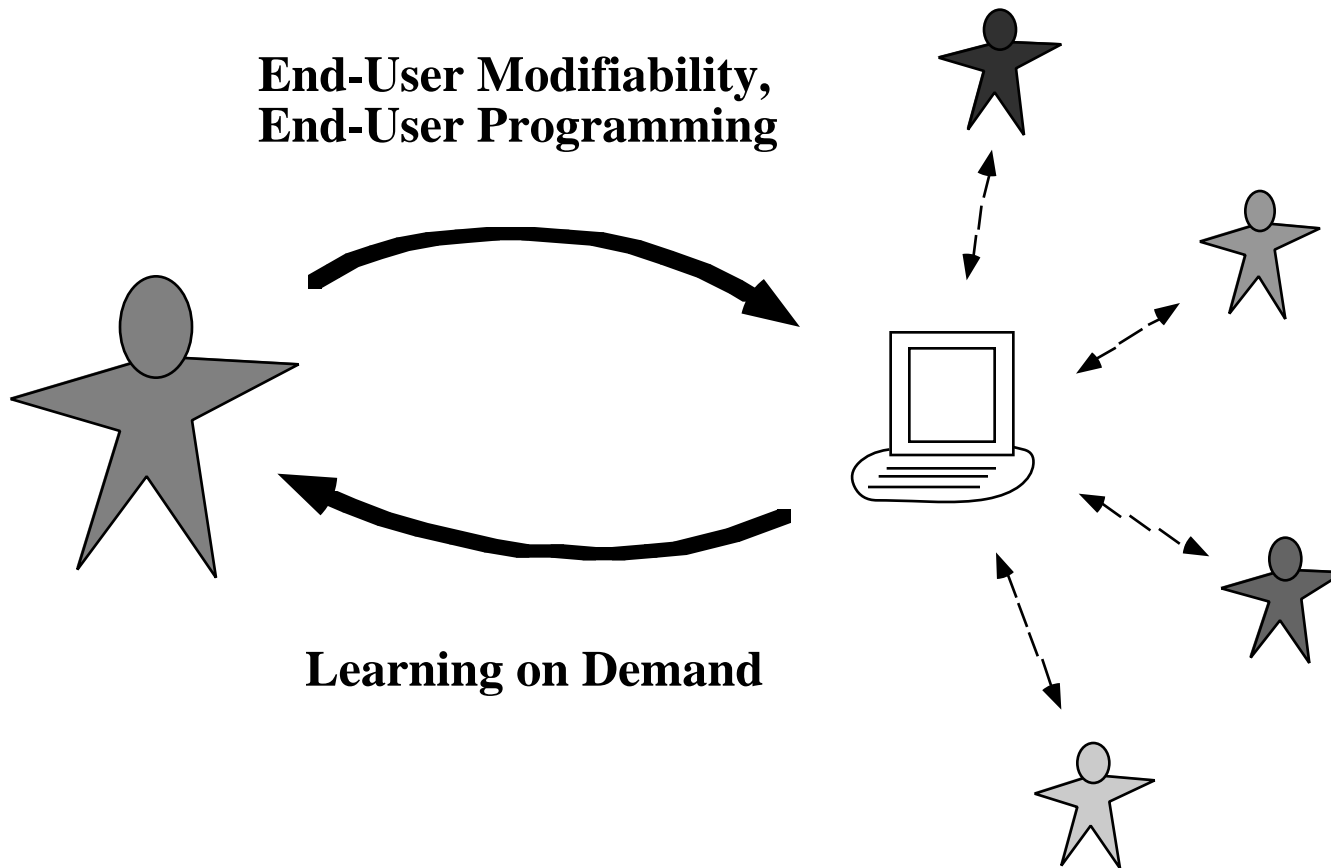 End-User Modifiability,
End-User Programming
Learning on Demand